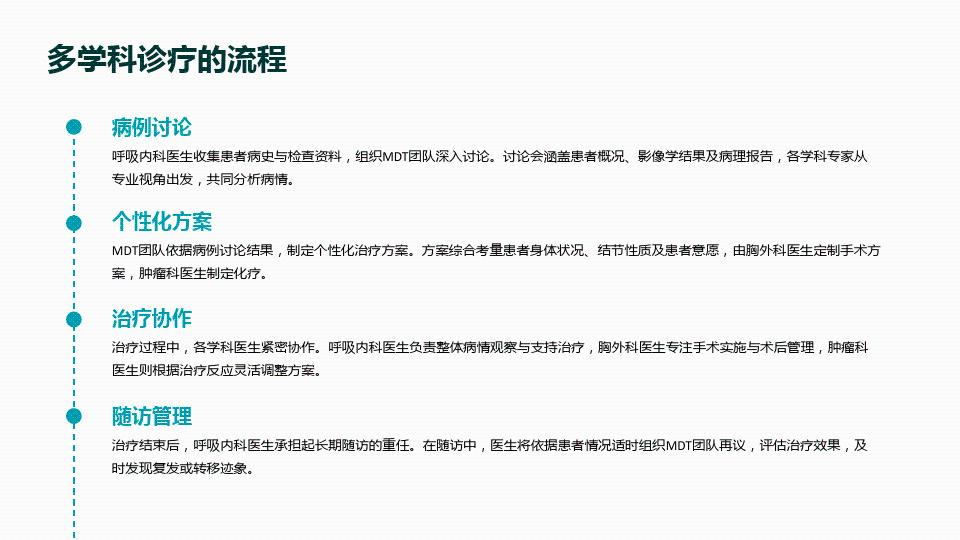 多学科诊疗的流程
病例讨论
呼吸内科医生收集患者病史与检查资料，组织MDT团队深入讨论。讨论会涵盖患者概况、影像学结果及病理报告，各学科专家从
专业视角出发，共同分析病情。
个性化方案
MDT团队依据病例讨论结果，制定个性化治疗方案。方案综合考量患者身体状况、结节性质及患者意愿，由胸外科医生定制手术方
案，肿瘤科医生制定化疗。
治疗协作
治疗过程中，各学科医生紧密协作。呼吸内科医生负责整体病情观察与支持治疗，胸外科医生专注手术实施与术后管理，肿瘤科
医生则根据治疗反应灵活调整方案。
随访管理
治疗结束后，呼吸内科医生承担起长期随访的重任。在随访中，医生将依据患者情况适时组织MDT团队再议，评估治疗效果，及
时发现复发或转移迹象。